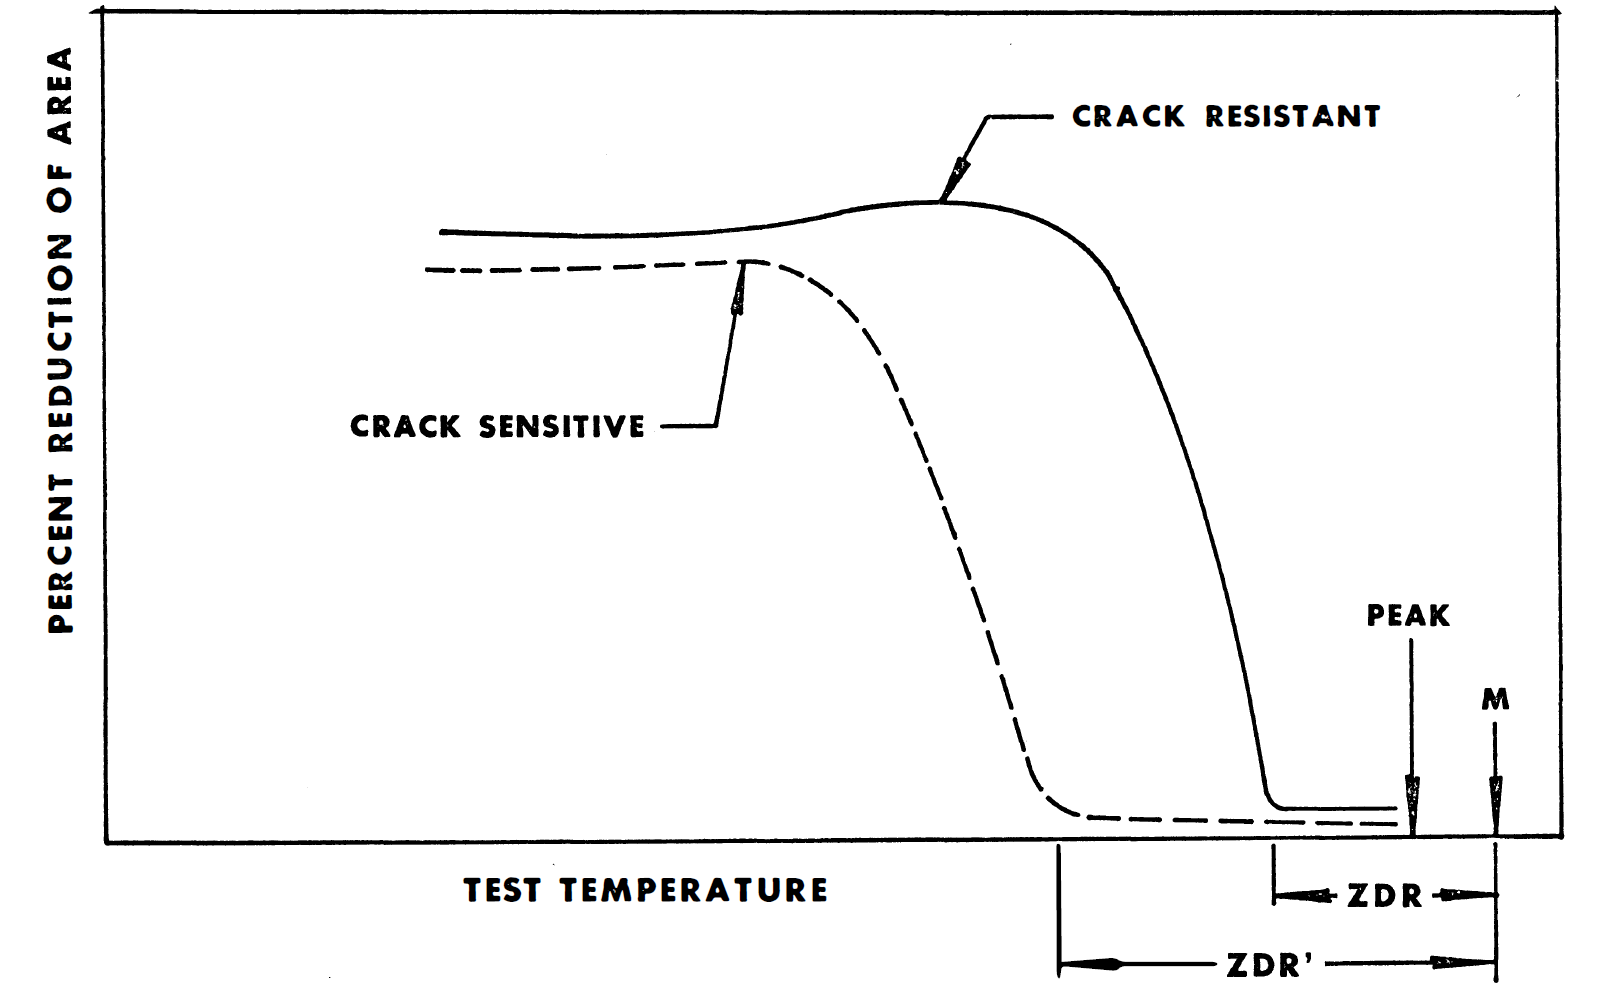 PERCENT REDUCTION OF AREA
CRACK RESISTANT
CRACK SENSITIVE
PEAK
M
TEST TEMPERATURE
ZDR
ZDR'